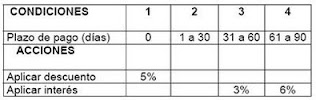 CONDICIONES 1 2 3 4
Plazo de pago (días) 0 1 a 30 31 a 60 61 a 90
ACCIONES
Aplicar descuento 5%
Aplicar interés 3% 6%